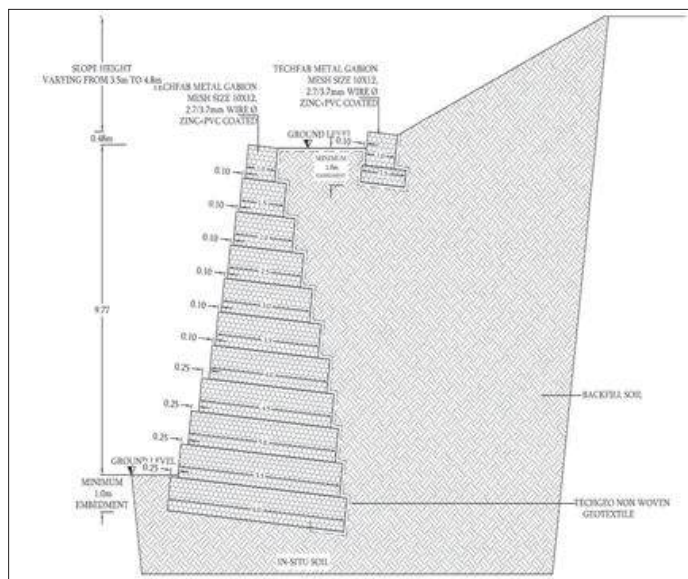 SLOPE HEIGHT
VARYING FROM 3.5m TO 4.8m
TECHFAB METAL GABION
MESH SIZE 10X12,
2.7/3.7mm WIRE Ø
ZINC+PVC COATED
ECHFAB METAL GABION
MESH SIZE 10X12,
2.7/3.7mm WIRE Ø
ZINC+PVC COATED
GROUND LEVEL
0.10
0.48m
MINIMUM
1.0m
EMBEDMENT
0.10
0.10
0.10
0.10
0.10
0.10
9.77
0.25
0.25
0.25
0.25
GROUND LEVEL
MINIMUM
1.0m
EMBEDMENT
BACKFILL SOIL
TECHGEO NON WOVEN
GEOTEXTILE
IN-SITU SOIL